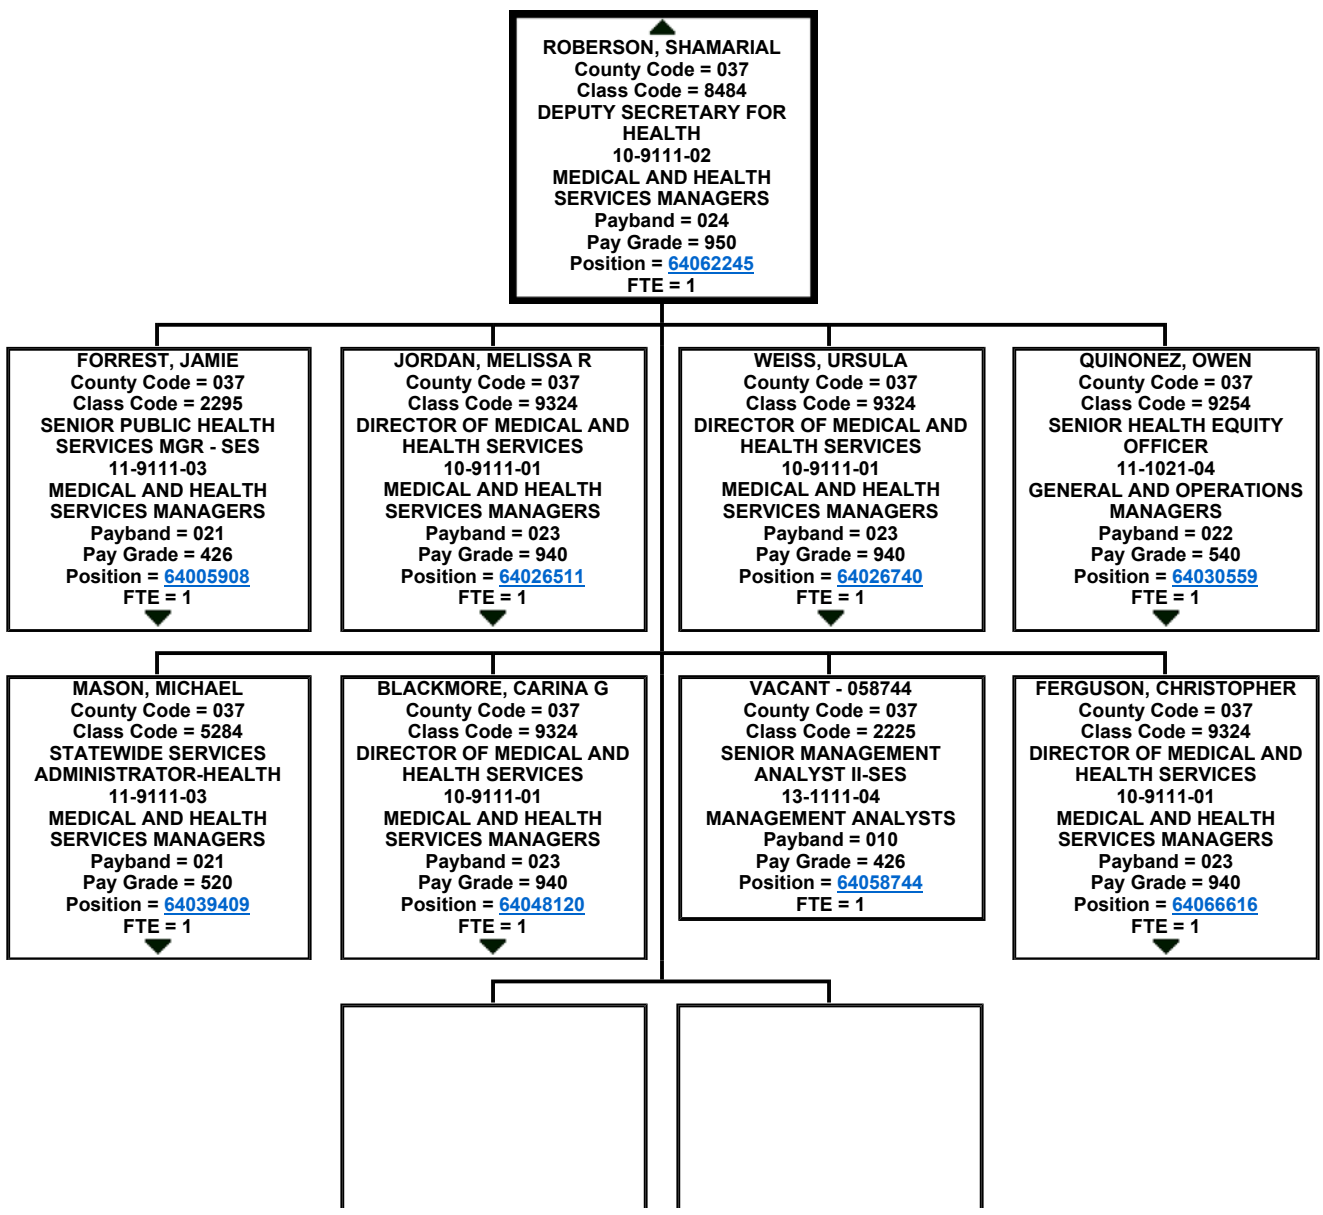 ROBERSON, SHAMARIAL
County Code = 037
Class Code = 8484
DEPUTY SECRETARY FOR
HEALTH
10-9111-02
MEDICAL AND HEALTH
SERVICES MANAGERS
Payband = 024
Pay Grade = 950
Position = 64062245
FTE = 1
FORREST, JAMIE
County Code = 037
Class Code = 2295
SENIOR PUBLIC HEALTH
SERVICES MGR - SES
11-9111-03
MEDICAL AND HEALTH
SERVICES MANAGERS
Payband = 021
Pay Grade = 426
Position = 64005908
FTE = 1
JORDAN, MELISSA R
County Code = 037
Class Code = 9324
DIRECTOR OF MEDICAL AND
HEALTH SERVICES
10-9111-01
MEDICAL AND HEALTH
SERVICES MANAGERS
Payband = 023
Pay Grade = 940
Position = 64026511
FTE = 1
WEISS, URSULA
County Code = 037
Class Code = 9324
DIRECTOR OF MEDICAL AND
HEALTH SERVICES
10-9111-01
MEDICAL AND HEALTH
SERVICES MANAGERS
Payband = 023
Pay Grade = 940
Position = 64026740
FTE = 1
QUINONEZ, OWEN
County Code = 037
Class Code = 9254
SENIOR HEALTH EQUITY
OFFICER
11-1021-04
GENERAL AND OPERATIONS
MANAGERS
Payband = 022
Pay Grade = 540
Position = 64030559
FTE = 1
MASON, MICHAEL
County Code = 037
Class Code = 5284
STATEWIDE SERVICES
ADMINISTRATOR-HEALTH
11-9111-03
MEDICAL AND HEALTH
SERVICES MANAGERS
Payband = 021
Pay Grade = 520
Position = 64039409
FTE = 1
BLACKMORE, CARINA G
County Code = 037
Class Code = 9324
DIRECTOR OF MEDICAL AND
HEALTH SERVICES
10-9111-01
MEDICAL AND HEALTH
SERVICES MANAGERS
Payband = 023
Pay Grade = 940
Position = 64048120
FTE = 1
VACANT - 058744
County Code = 037
Class Code = 2225
SENIOR MANAGEMENT
ANALYST II-SES
13-1111-04
MANAGEMENT ANALYSTS
Payband = 010
Pay Grade = 426
Position = 64058744
FTE = 1
FERGUSON, CHRISTOPHER
County Code = 037
Class Code = 9324
DIRECTOR OF MEDICAL AND
HEALTH SERVICES
10-9111-01
MEDICAL AND HEALTH
SERVICES MANAGERS
Payband = 023
Pay Grade = 940
Position = 64066616
FTE = 1